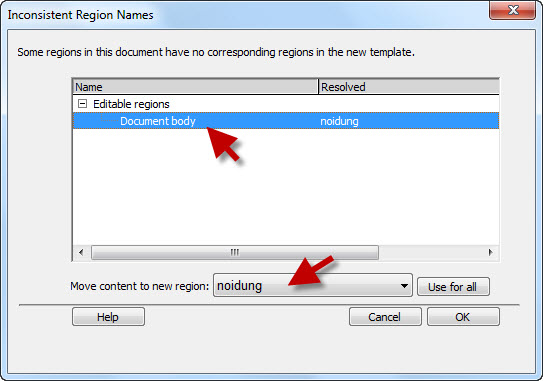 Inconsistent Region Names
Some regions in this document have no corresponding regions in the new template.
Name Resolved
Editable regions
Document body noidung
Move content to new region: noidung Use for all
Help Cancel OK